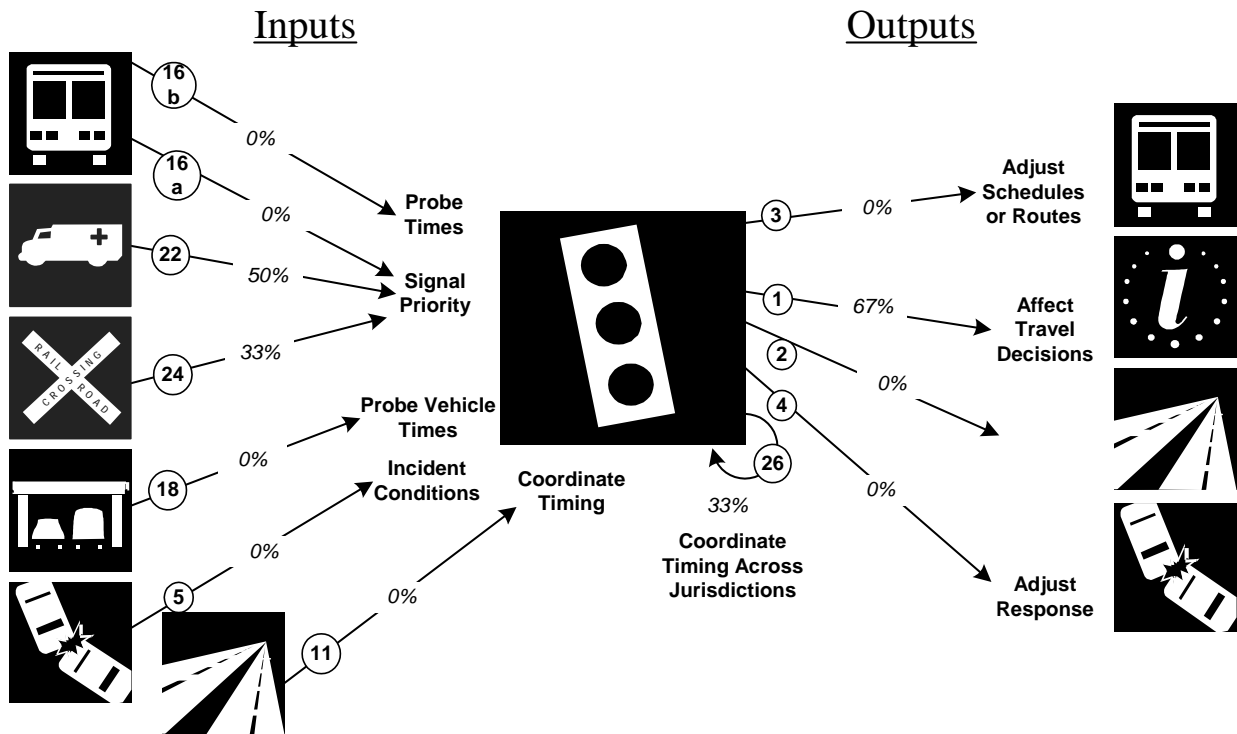 Inputs
Outputs
16
b
0%
16
a
0%
22
50%
24
33%
18
0%
5
0%
11
0%
RAIL ROAD
CROSSING
Probe
Times
Signal
Priority
Probe Vehicle
Times
Incident
Conditions
Coordinate
Timing
3
0%
1
67%
2
0%
4
0%
26
33%
Coordinate
Timing Across
Jurisdictions
Adjust
Schedules
or Routes
i
Affect
Travel
Decisions
Adjust
Response